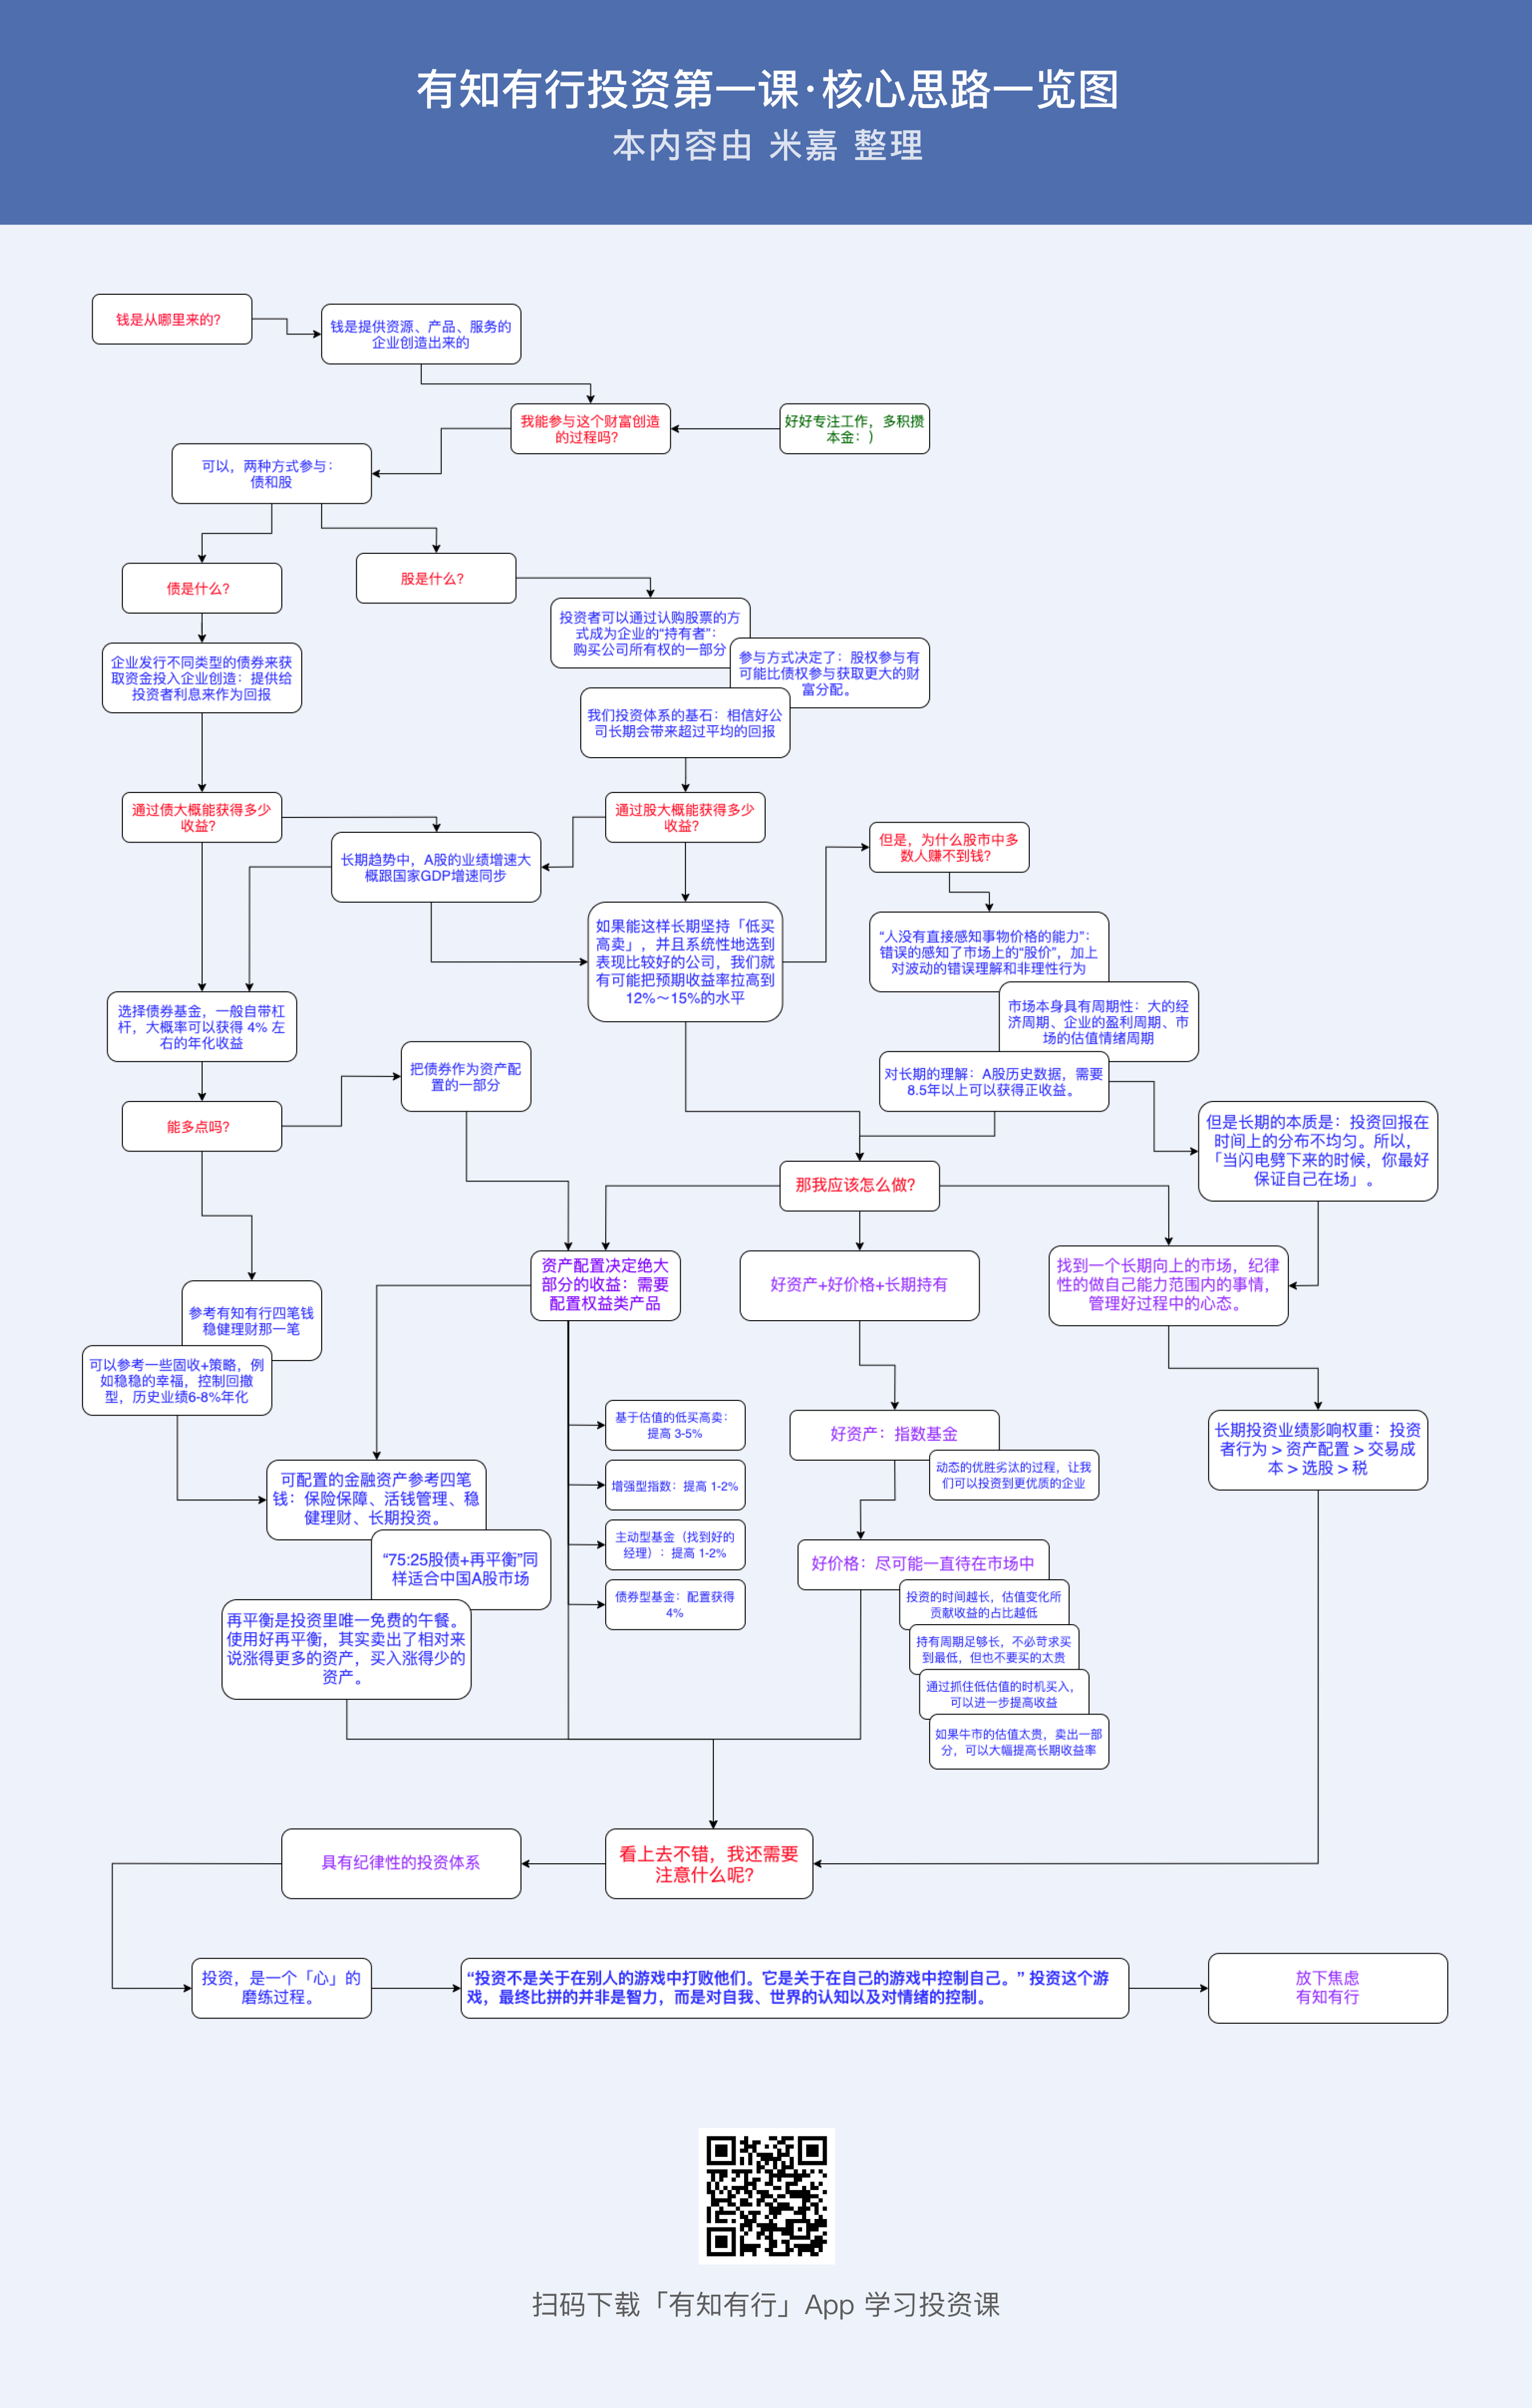 有知有行投资第一课·核心思路一览图
本内容由 米嘉 整理
钱是从哪里来的？
钱是提供资源、产品、服务的
企业创造出来的
我能参与这个财富创造
的过程吗？
好好专注工作，多积攒
本金：)
可以，两种方式参与：
债和股
债是什么？
股是什么？
投资者可以通过认购股票的方
式成为企业的“持有者”：
购买公司所有权的一部分
参与方式决定了：股权参与有
可能比债权参与获取更大的财
富分配。
企业发行不同类型的债券来获
取资金投入企业创造：提供给
投资者利息来作为回报
我们投资体系的基石：相信好公
司长期会带来超过平均的回报
通过债大概能获得多少
收益？
通过股大概能获得多少
收益？
长期趋势中，A股的业绩增速大
概跟国家GDP增速同步
但是，为什么股市中多
数人赚不到钱？
如果能这样长期坚持「低买
高卖」，并且系统性地选到
表现比较好的公司，我们就
有可能把预期收益率拉高到
12%～15%的水平
“人没有直接感知事物价格的能力”：
错误的感知了市场上的“股价”，加上
对波动的错误理解和非理性行为
市场本身具有周期性：大的经
济周期、企业的盈利周期、市
场的估值情绪周期
对长期的理解：A股历史数据，需要
8.5年以上可以获得正收益。
选择债券基金，一般自带杠
杆，大概率可以获得 4% 左
右的年化收益
把债券作为资产配
置的一部分
能多点吗？
但是长期的本质是：投资回报在
时间上的分布不均匀。所以，
「当闪电劈下来的时候，你最好
保证自己在场」。
那我应该怎么做？
资产配置决定绝大
部分的收益：需要
配置权益类产品
好资产+好价格+长期持有
找到一个长期向上的市场，纪律
性的做自己能力范围内的事情，
管理好过程中的心态。
参考有知有行四笔钱
稳健理财那一笔
可以参考一些固收+策略，例
如稳稳的幸福，控制回撤
型，历史业绩6-8%年化
基于估值的低买高卖：
提高 3-5%
增强型指数：提高 1-2%
主动型基金（找到好的
经理）：提高 1-2%
债券型基金：配置获得
4%
好资产：指数基金
动态的优胜劣汰的过程，让我
们可以投资到更优质的企业
长期投资业绩影响权重：投资
者行为 > 资产配置 > 交易成
本 > 选股 > 税
可配置的金融资产参考四笔
钱：保险保障、活钱管理、稳
健理财、长期投资。
“75:25股债+再平衡”同
样适合中国A股市场
再平衡是投资里唯一免费的午餐。
使用好再平衡，其实卖出了相对来
说涨得更多的资产，买入涨得少的
资产。
好价格：尽可能一直待在市场中
投资的时间越长，估值变化所
贡献收益的占比越低
持有周期足够长，不必苛求买
到最低，但也不要买的太贵
通过抓住低估值的时机买入，
可以进一步提高收益
如果牛市的估值太贵，卖出一部
分，可以大幅提高长期收益率
看上去不错，我还需要
注意什么呢？
具有纪律性的投资体系
投资，是一个「心」的
磨练过程。
“投资不是关于在别人的游戏中打败他们。它是关于在自己的游戏中控制自己。” 投资这个游
戏，最终比拼的并非是智力，而是对自我、世界的认知以及对情绪的控制。
放下焦虑
有知有行
扫码下载「有知有行」App 学习投资课